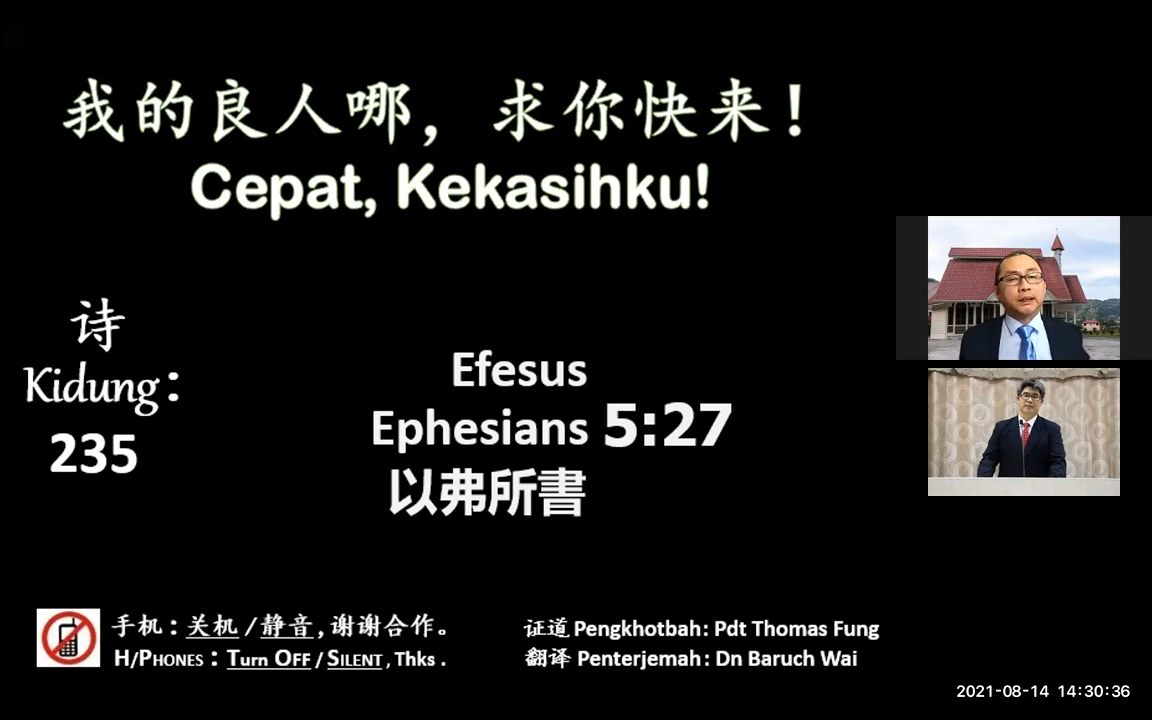 我的良人哪，求你快来！
Cepat, Kekasihku!
诗
Kidung：
235
Efesus
Ephesians 5:27
以弗所書
手机：关机 / 静音 , 谢谢合作。
H/PHONES : Turn OFF / SILENT , Thks .
证道 Pengkhotbah: Pdt Thomas Fung
翻译 Penterjemah: Dn Baruch Wai
2021-08-14 14:30:36